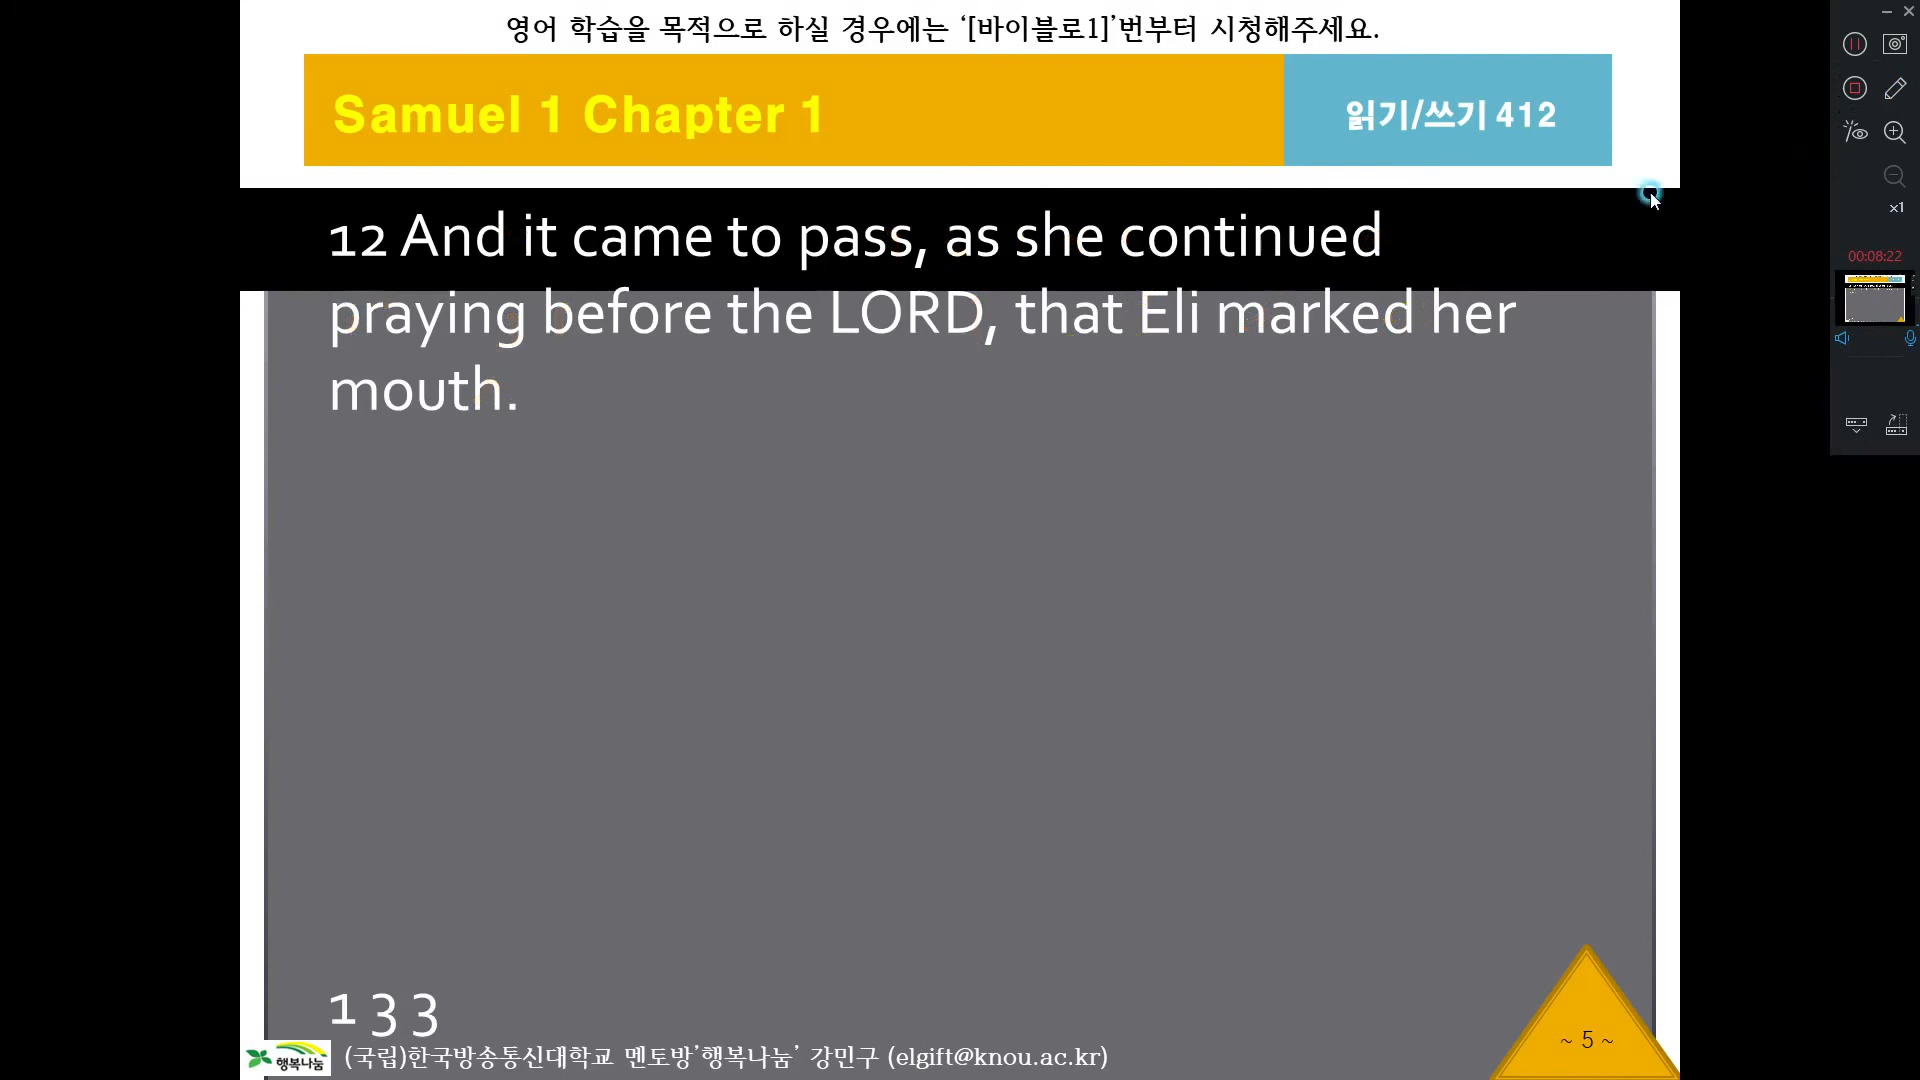 영어 학습을 목적으로 하실 경우에는 ‘[바이블로1]’번부터 시청해주세요.
Samuel 1 Chapter 1
읽기/쓰기 412
12 And it came to pass, as she continued
praying before the LORD, that Eli marked her
mouth.
x1
00:08:22
1 3 3
~ 5 ~
행복나눔
(국립)한국방송통신대학교 멘토방’행복나눔’ 강민구 (elgift@knou.ac.kr)